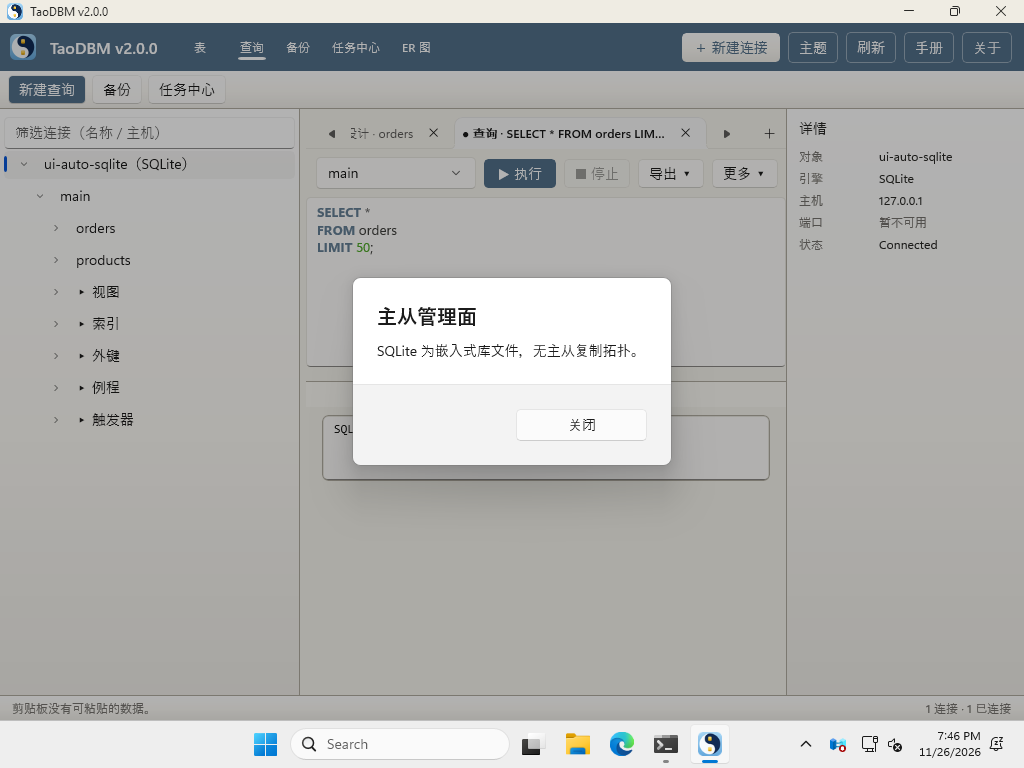 TaoDBM v2.0.0
TaoDBM v2.0.0
表
查询
备份
任务中心
ER 图
+ 新建连接
主题
刷新
手册
关于
新建查询
备份
任务中心
筛选连接（名称 / 主机）
ui-auto-sqlite（SQLite）
main
orders
products
视图
索引
外键
例程
触发器
设计 · orders
• 查询 · SELECT * FROM orders LIM...
main
执行
停止
导出
更多
SELECT *
FROM orders
LIMIT 50;
SQL
主从管理面
SQLite 为嵌入式库文件，无主从复制拓扑。
关闭
详情
对象 ui-auto-sqlite
引擎 SQLite
主机 127.0.0.1
端口 暂不可用
状态 Connected
剪贴板没有可粘贴的数据。
1 连接 · 1 已连接
Search
7:46 PM
11/26/2026